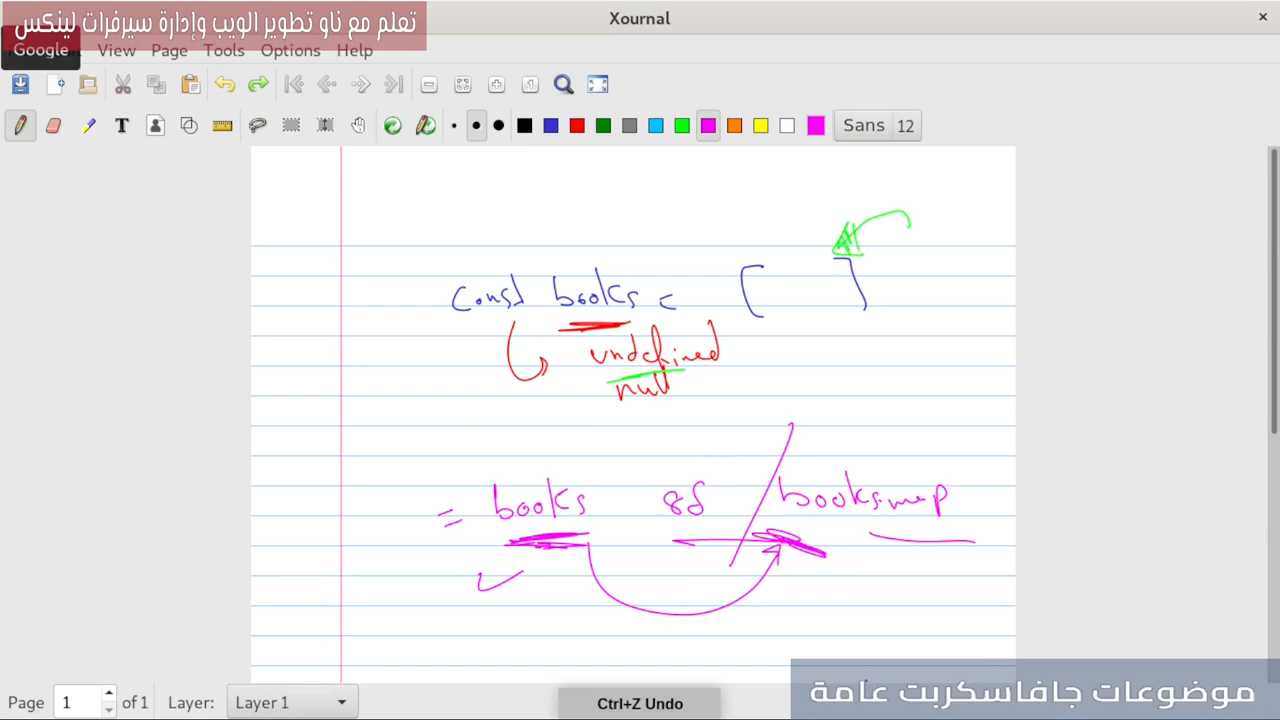 Xournal
تعلم مع ناو تطوير الويب وإدارة سيرفرات لينكس
Google View Page Tools Options Help
Sans 12
const books = [ ]
undefined
null
= books && books.map
Page 1 of 1 Layer: Layer 1
Ctrl+Z Undo
موضوعات جافاسكربت عامة